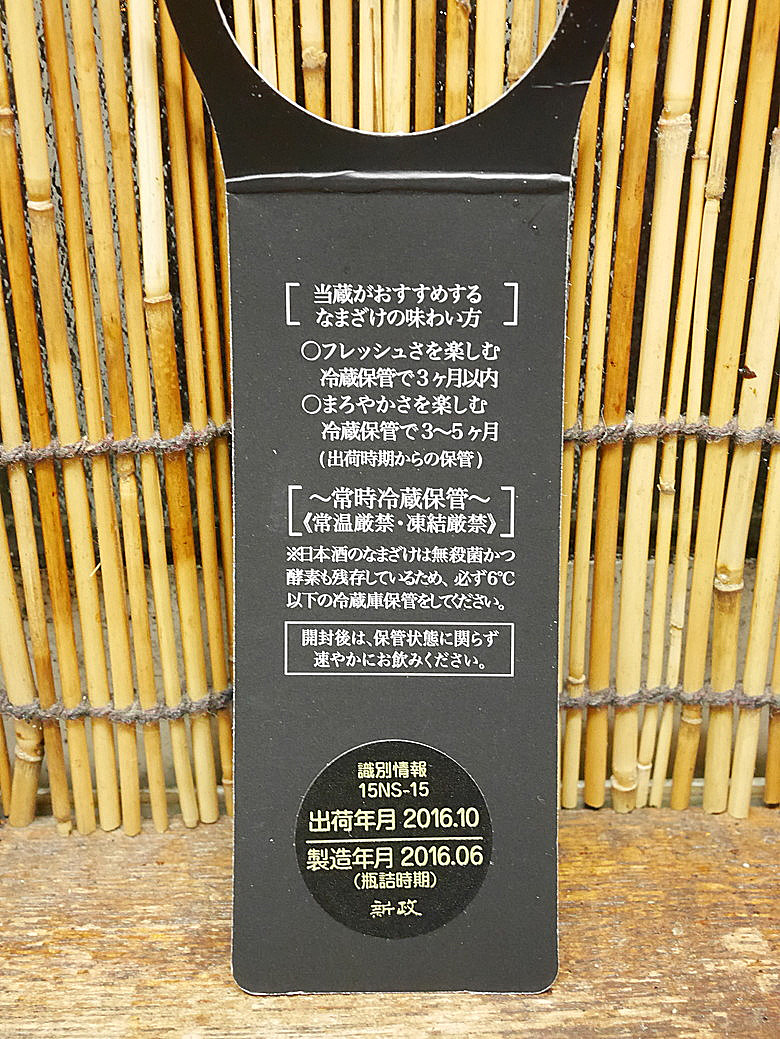 当蔵がおすすめする
なまざけの味わい方
○フレッシュさを楽しむ
冷蔵保管で3ヶ月以内
○まろやかさを楽しむ
冷蔵保管で3〜5ヶ月
(出荷時期からの保管)
〜常時冷蔵保管〜
《常温厳禁・凍結厳禁》
※日本酒のなまざけは無殺菌かつ
酵素も残存しているため、必ず6℃
以下の冷蔵庫保管をしてください。
開封後は、保管状態に関らず
速やかにお飲みください。
識別情報
15NS-15
出荷年月 2016.10
製造年月 2016.06
(瓶詰時期)
新政